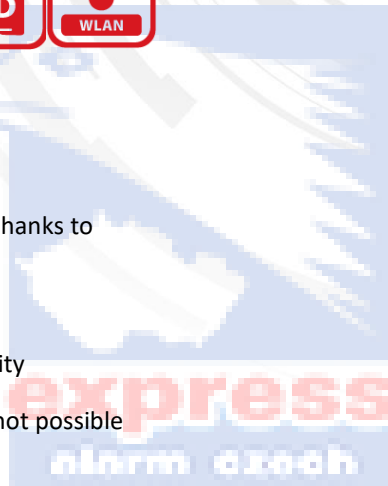 D
WLAN
hanks to
ity
not possible
express
alarm czech